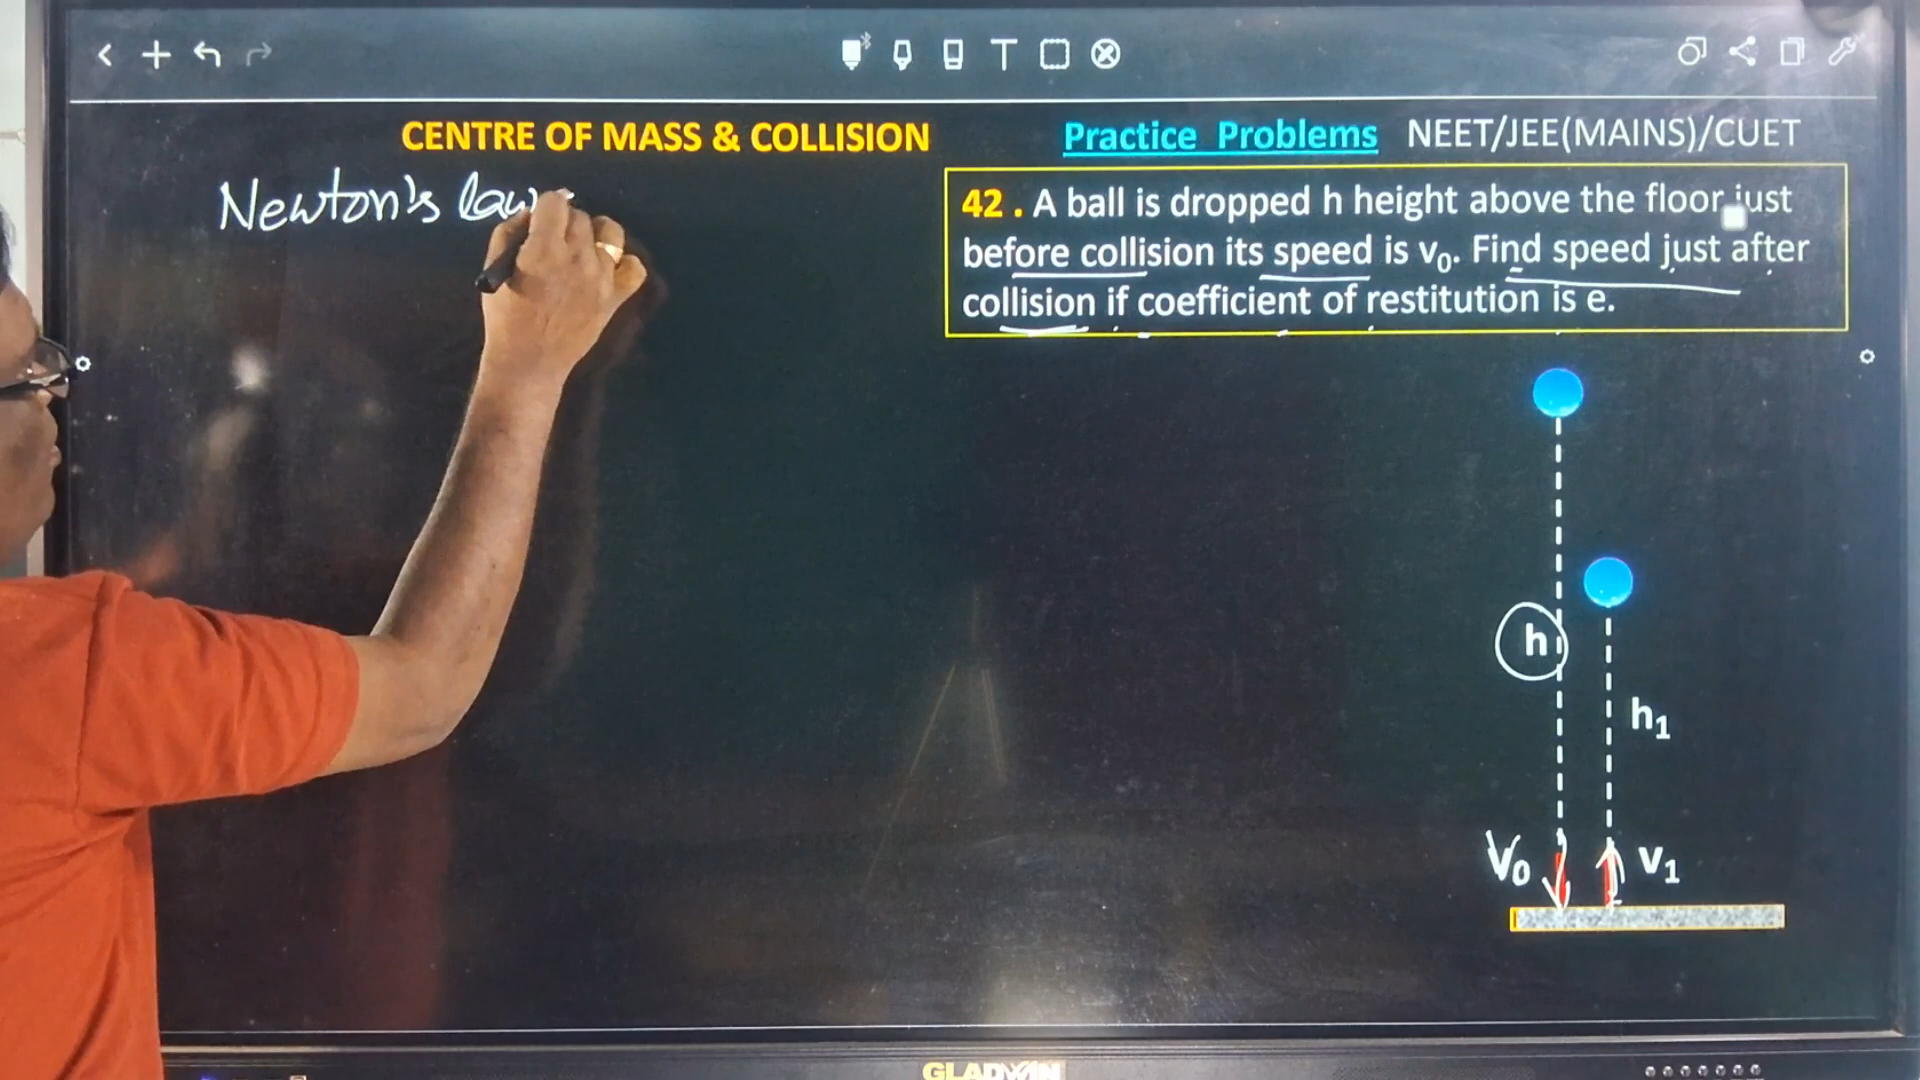 CENTRE OF MASS & COLLISION
Practice Problems NEET/JEE(MAINS)/CUET
Newton's law
42 . A ball is dropped h height above the floor just
before collision its speed is v₀. Find speed just after
collision if coefficient of restitution is e.
h
h₁
V₀
v₁
GLADWIN